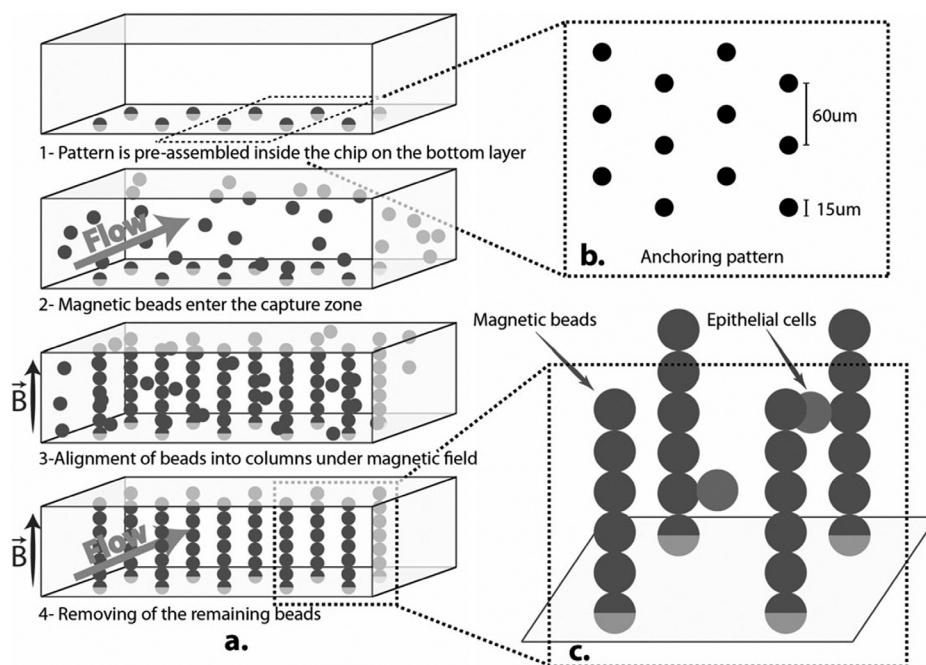 1- Pattern is pre-assembled inside the chip on the bottom layer
Flow
2- Magnetic beads enter the capture zone
B
3-Alignment of beads into columns under magnetic field
B
Flow
4- Removing of the remaining beads
a.
60um
15um
b.
Anchoring pattern
Magnetic beads
Epithelial cells
c.